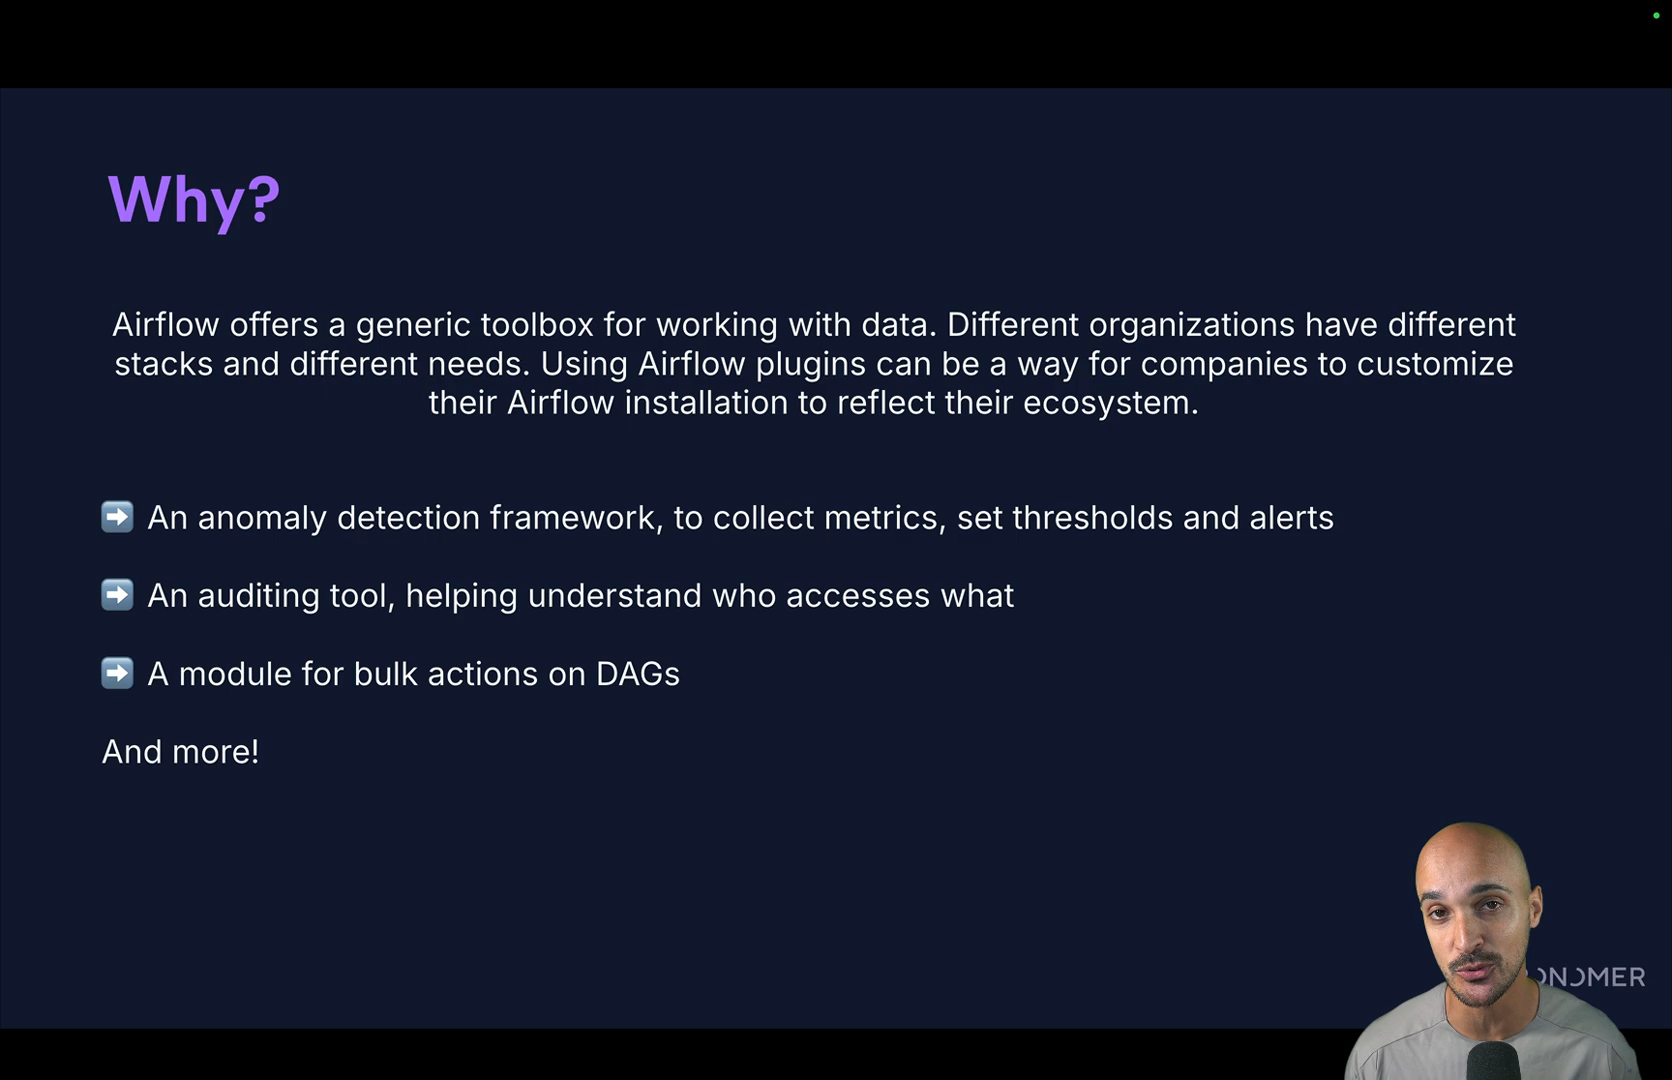 Why?
Airflow offers a generic toolbox for working with data. Different organizations have different
stacks and different needs. Using Airflow plugins can be a way for companies to customize
their Airflow installation to reflect their ecosystem.
➡️ An anomaly detection framework, to collect metrics, set thresholds and alerts
➡️ An auditing tool, helping understand who accesses what
➡️ A module for bulk actions on DAGs
And more!
ONOMER